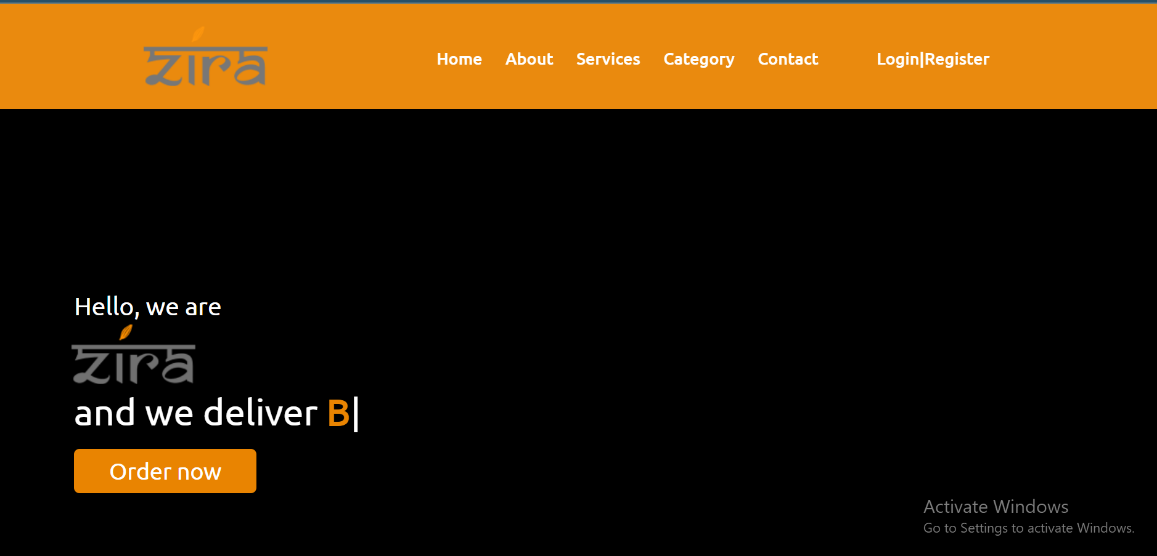 zira
Home About Services Category Contact Login|Register
Hello, we are
zira
and we deliver B|
Order now
Activate Windows
Go to Settings to activate Windows.